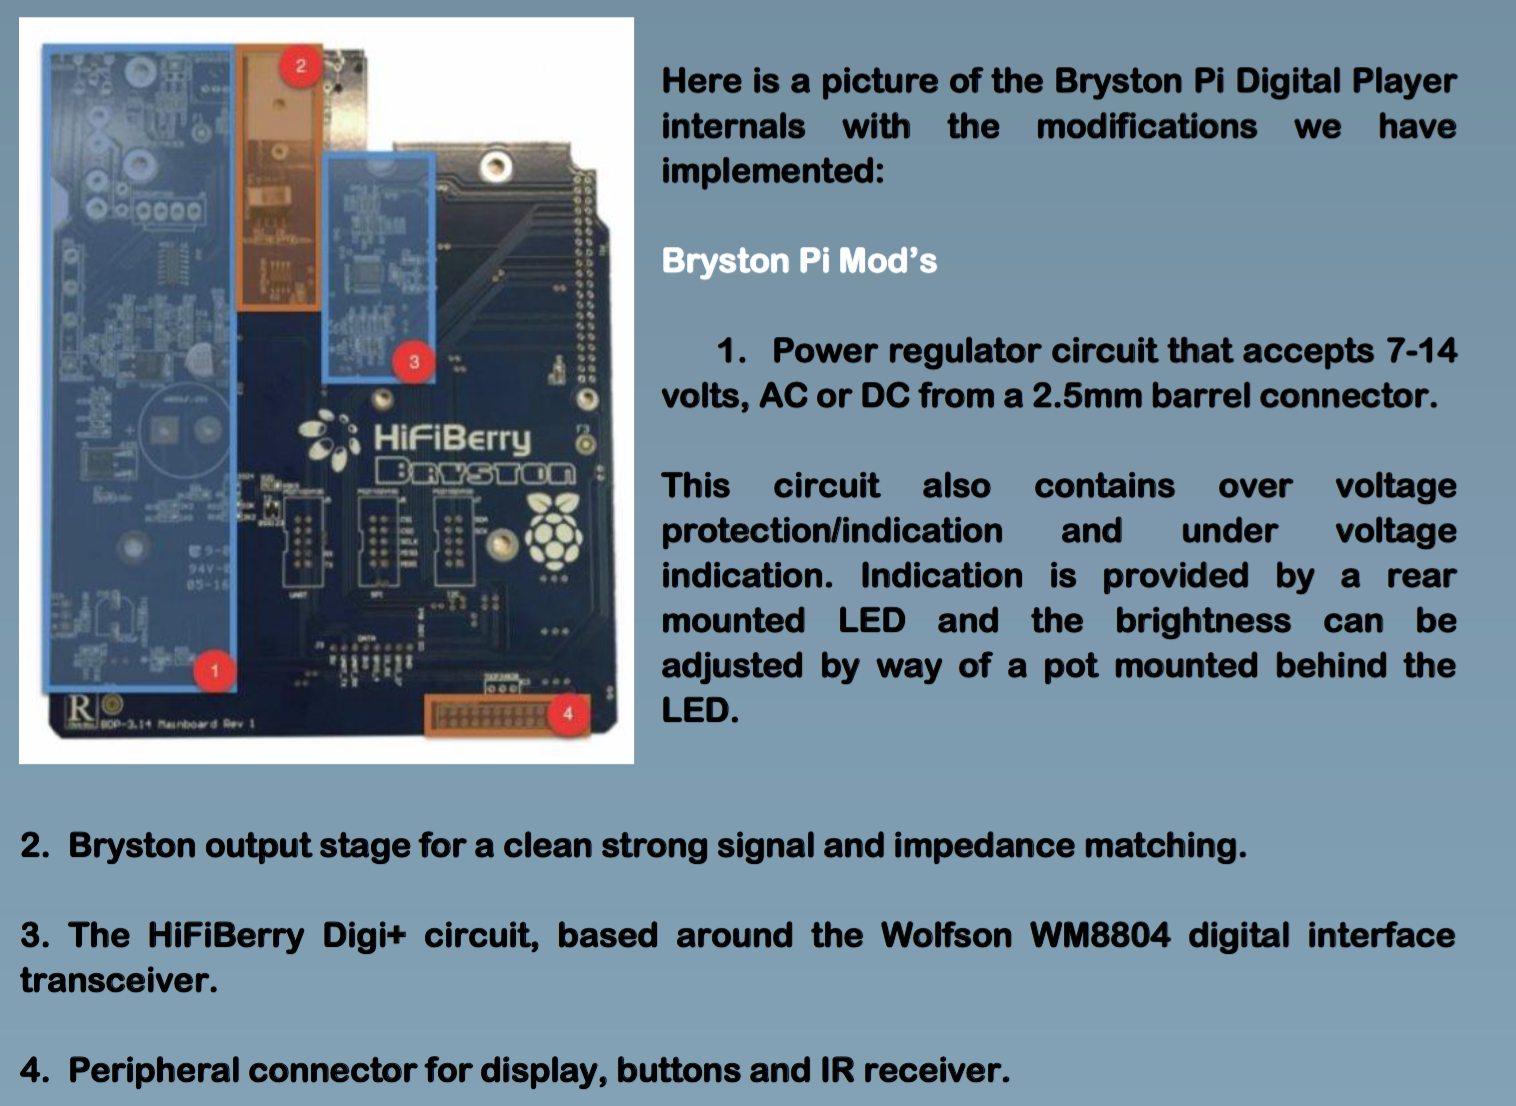 2
Here is a picture of the Bryston Pi Digital Player
internals with the modifications we have
implemented:
Bryston Pi Mod’s
3
1. Power regulator circuit that accepts 7-14
volts, AC or DC from a 2.5mm barrel connector.
HiFiBerry
BRYSTON
This circuit also contains over voltage
protection/indication and under voltage
indication. Indication is provided by a rear
mounted LED and the brightness can be
adjusted by way of a pot mounted behind the
LED.
94V-
05-16
UART
SPI
DATA
1
4
R
BDP-3.14 Mainboard Rev 1
2. Bryston output stage for a clean strong signal and impedance matching.
3. The HiFiBerry Digi+ circuit, based around the Wolfson WM8804 digital interface
transceiver.
4. Peripheral connector for display, buttons and IR receiver.